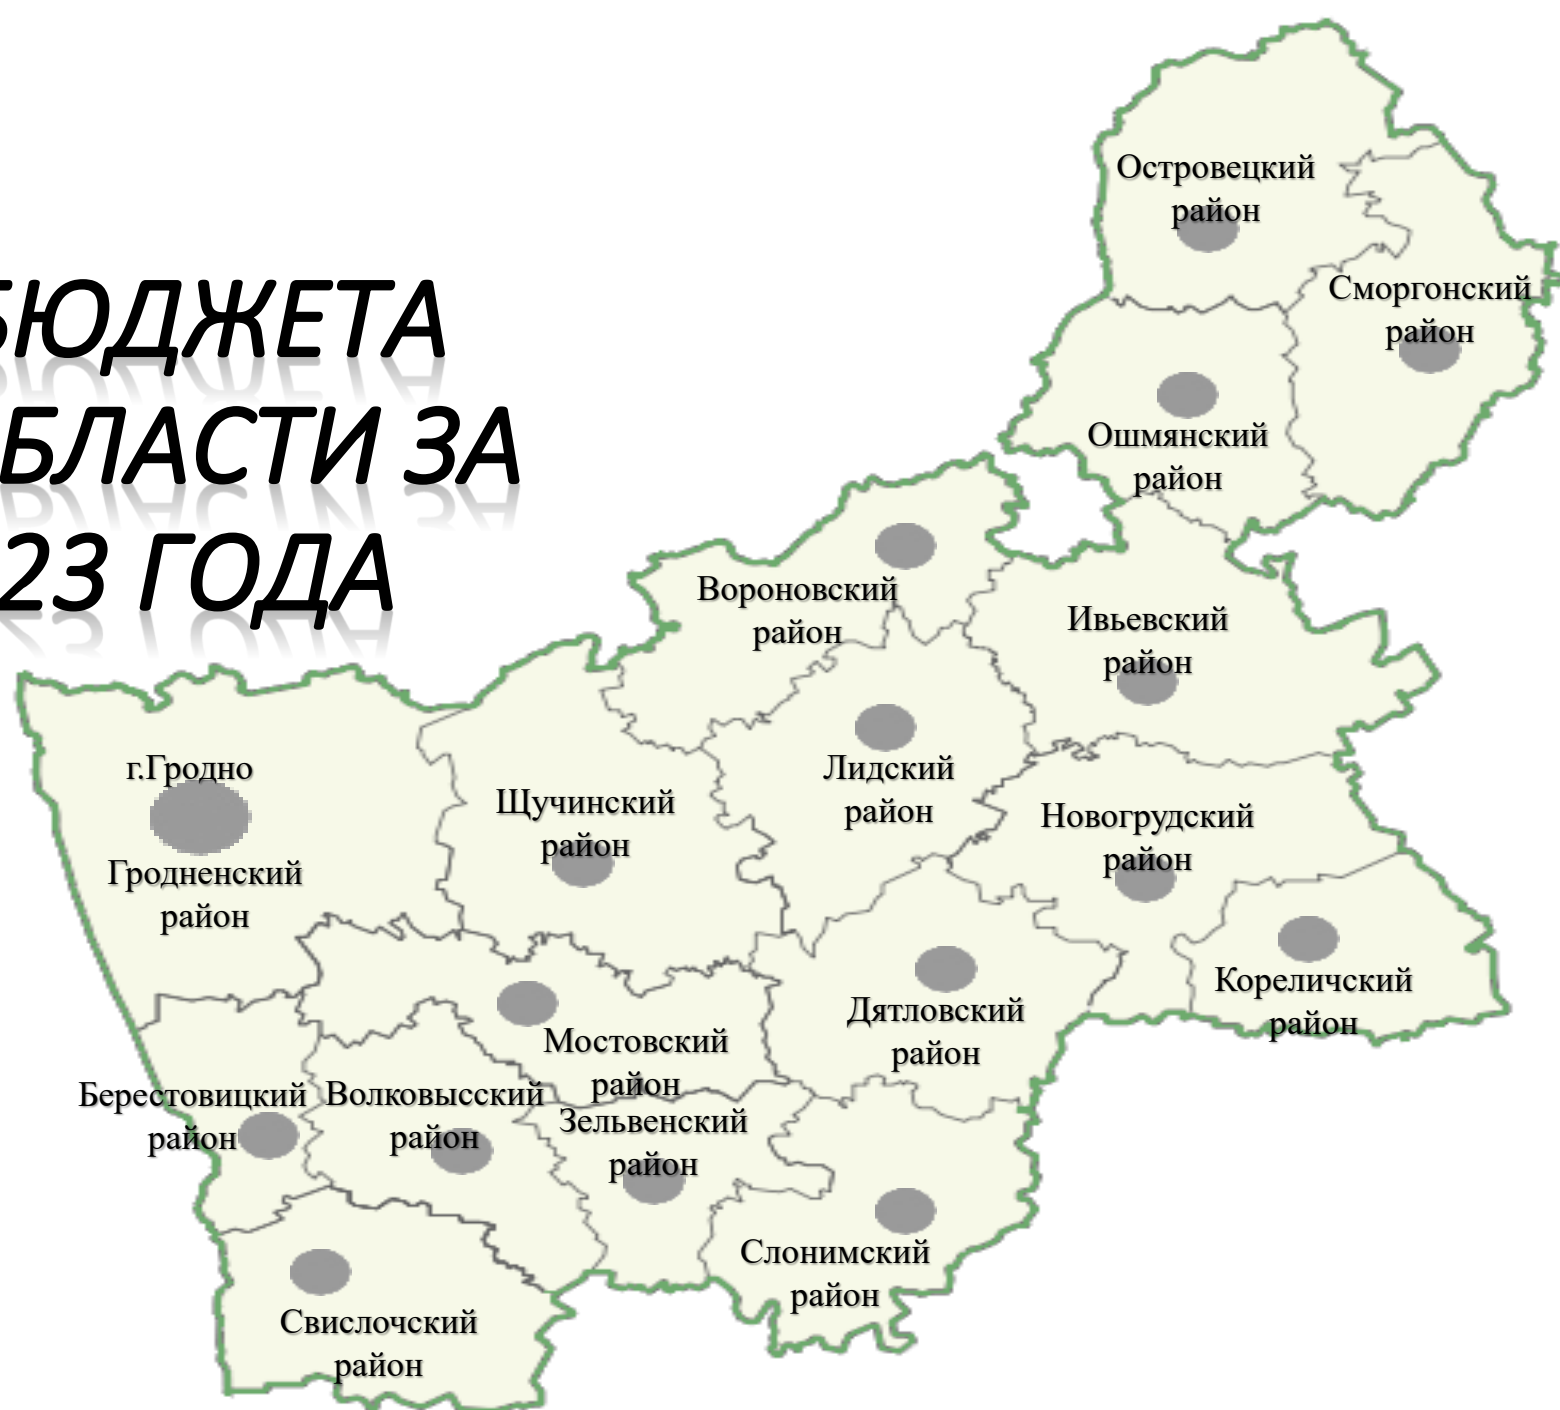 БЮДЖЕТА
БЛАСТИ ЗА
23 ГОДА
Островецкий
район
Сморгонский
район
Ошмянский
район
Вороновский
район
Ивьевский
район
г.Гродно
Гродненский
район
Щучинский
район
Лидский
район
Новогрудский
район
Кореличский
район
Дятловский
район
Мостовский
район
Берестовицкий
район
Волковысский
район
Зельвенский
район
Слонимский
район
Свислочский
район